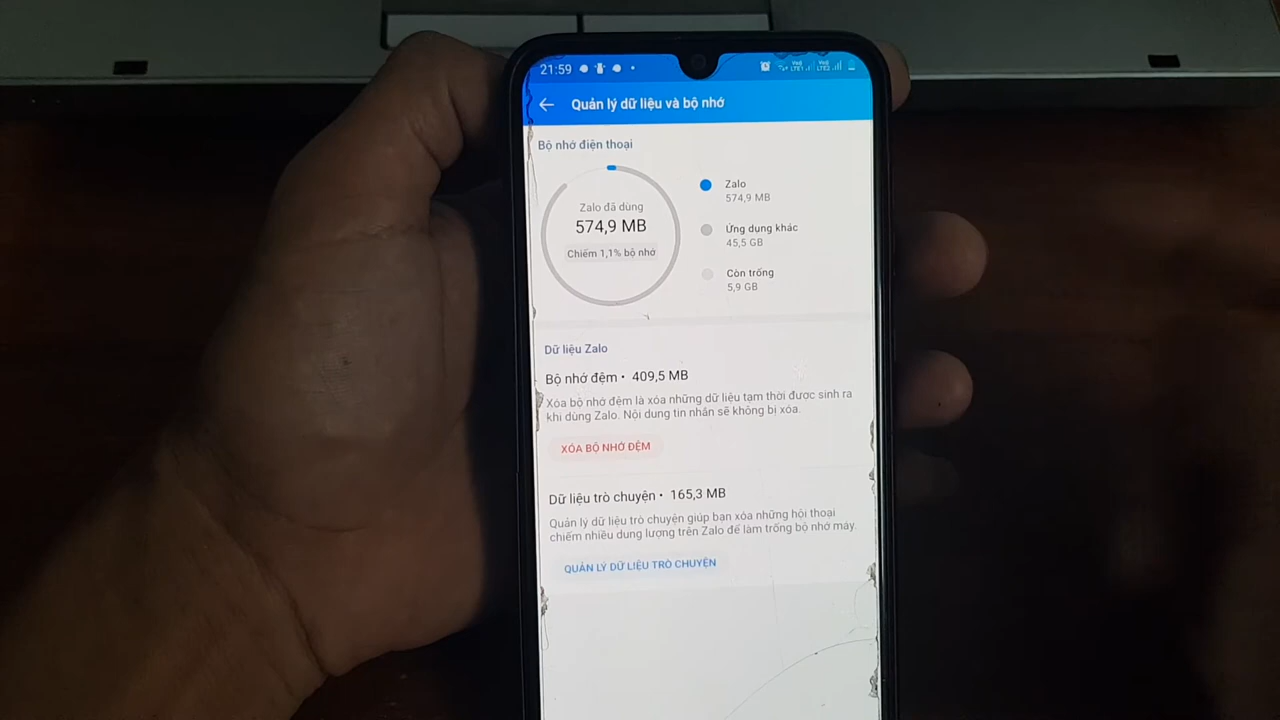 21:59
VoD LTE1 VoD LTE2
Quản lý dữ liệu và bộ nhớ
Bộ nhớ điện thoại
Zalo đã dùng
574,9 MB
Chiếm 1,1% bộ nhớ
Zalo
574,9 MB
Ứng dụng khác
45,5 GB
Còn trống
5,9 GB
Dữ liệu Zalo
Bộ nhớ đệm • 409,5 MB
Xóa bộ nhớ đệm là xóa những dữ liệu tạm thời được sinh ra
khi dùng Zalo. Nội dung tin nhắn sẽ không bị xóa.
XÓA BỘ NHỚ ĐỆM
Dữ liệu trò chuyện • 165,3 MB
Quản lý dữ liệu trò chuyện giúp bạn xóa những hội thoại
chiếm nhiều dung lượng trên Zalo để làm trống bộ nhớ máy.
QUẢN LÝ DỮ LIỆU TRÒ CHUYỆN